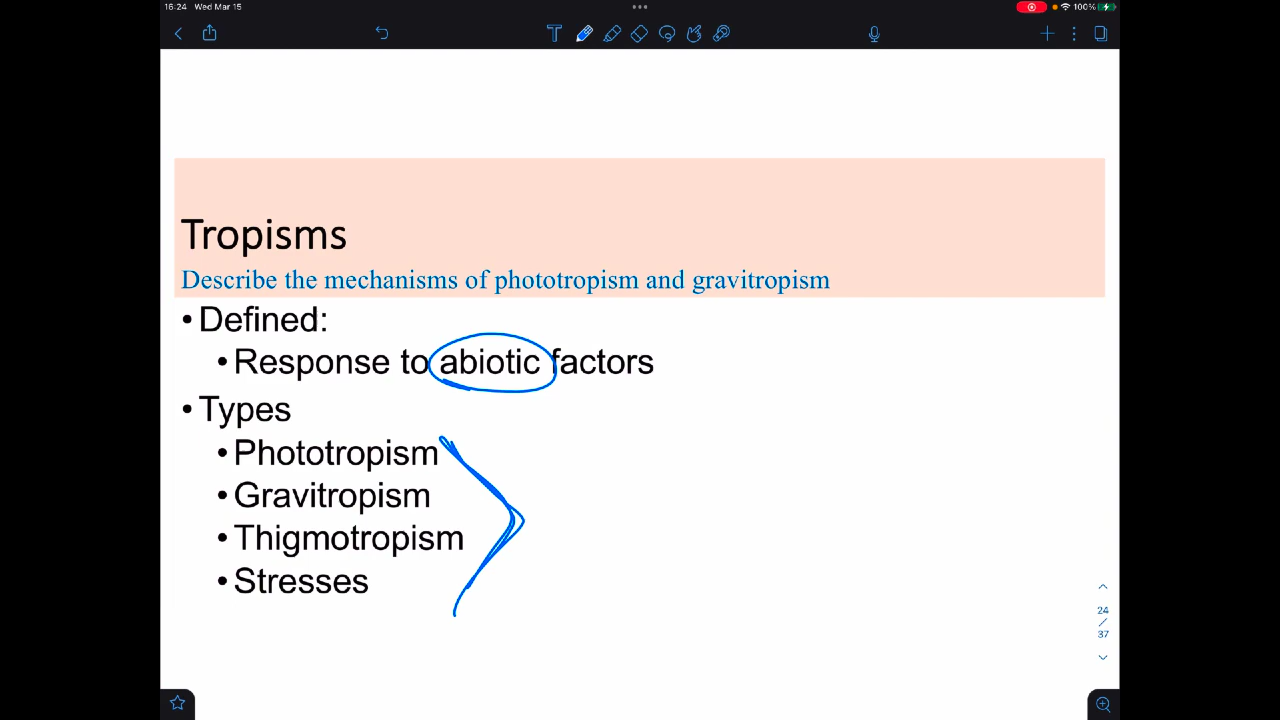 16:24 Wed Mar 15
100%
Tropisms
Describe the mechanisms of phototropism and gravitropism
• Defined:
• Response to abiotic factors
• Types
• Phototropism
• Gravitropism
• Thigmotropism
• Stresses
24
/
37